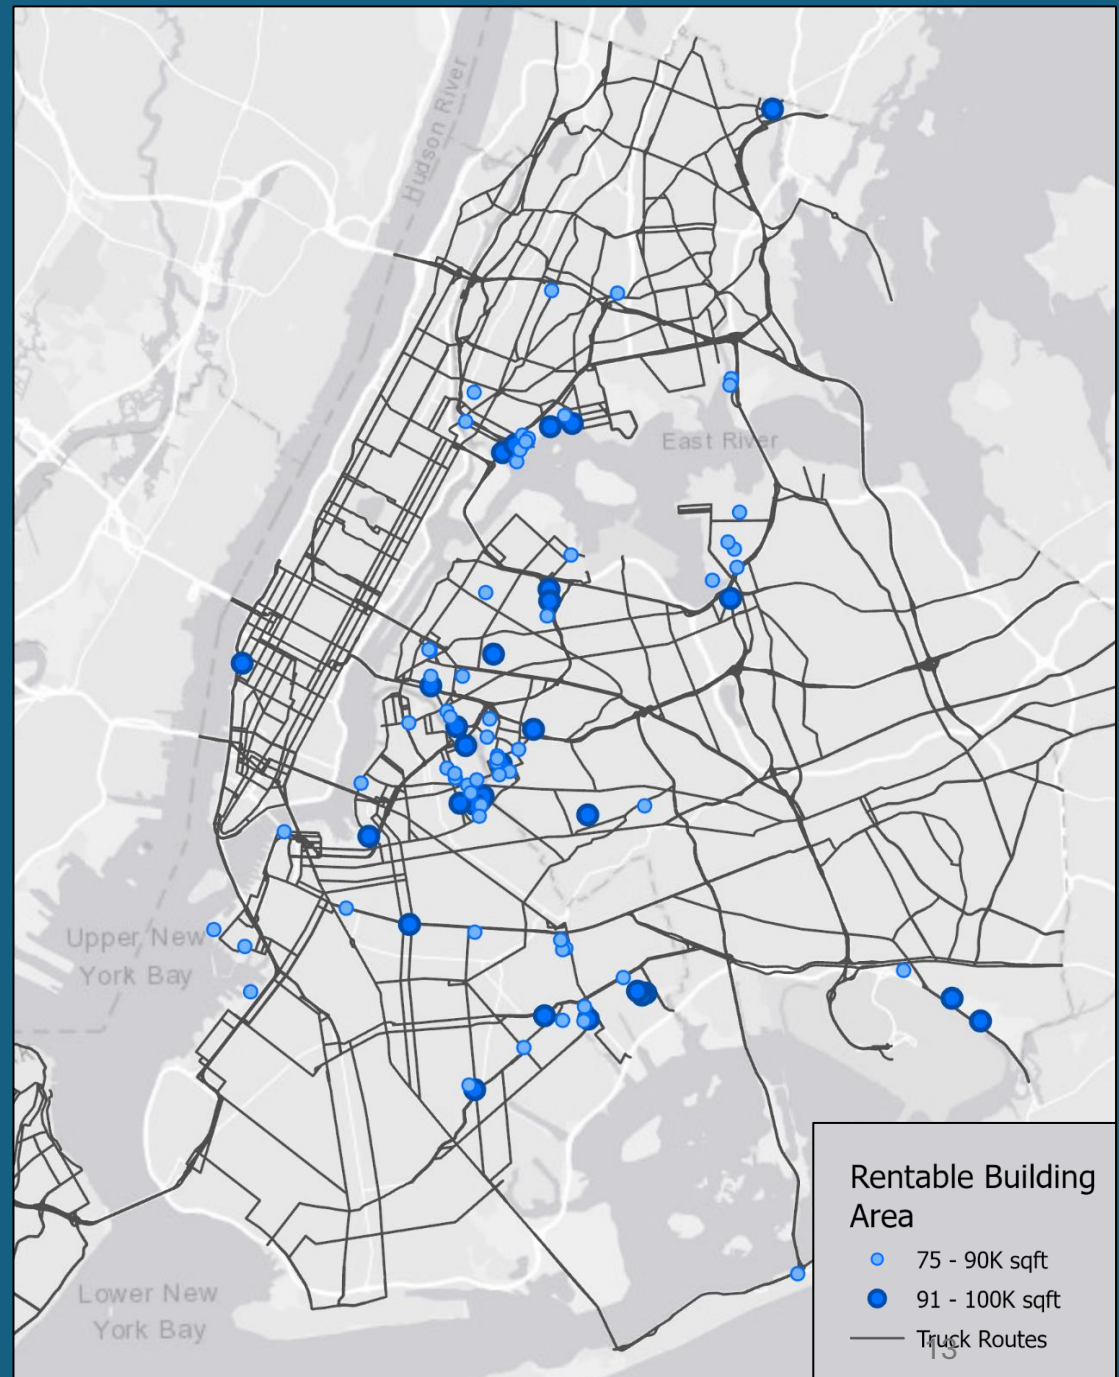 Hudson River
East River
Upper New
York Bay
Lower New
York Bay
Rentable Building
Area
75 - 90K sqft
91 - 100K sqft
Truck Routes
13